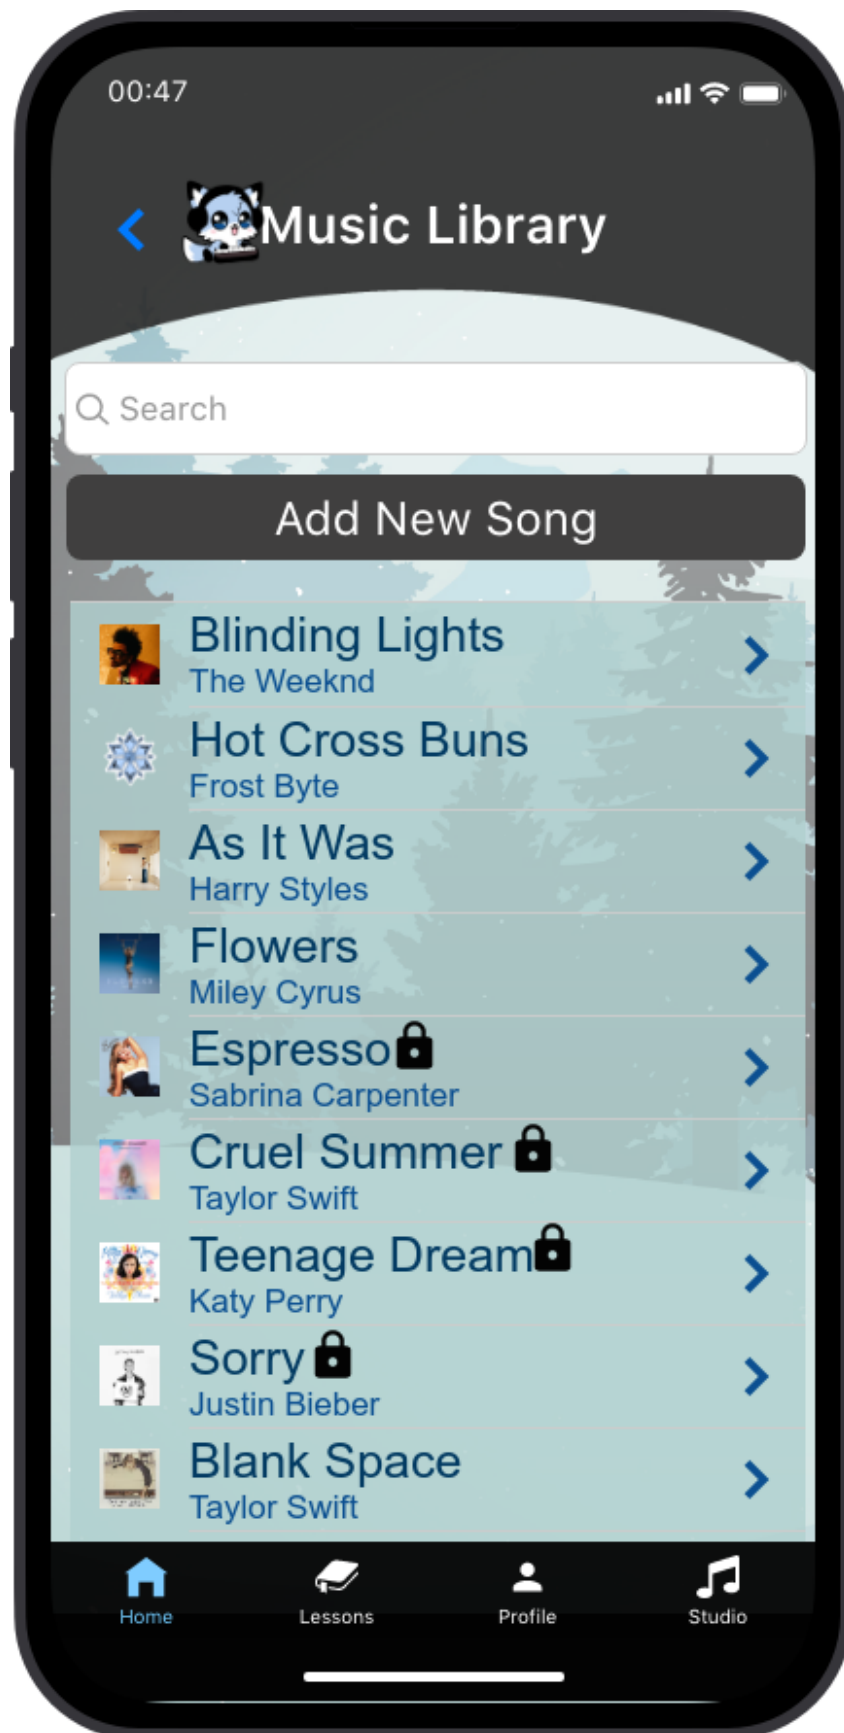 00:47
Music Library
Search
Add New Song
Blinding Lights
The Weeknd
Hot Cross Buns
Frost Byte
As It Was
Harry Styles
Flowers
Miley Cyrus
Espresso
Sabrina Carpenter
Cruel Summer
Taylor Swift
Teenage Dream
Katy Perry
Sorry
Justin Bieber
Blank Space
Taylor Swift
Home
Lessons
Profile
Studio